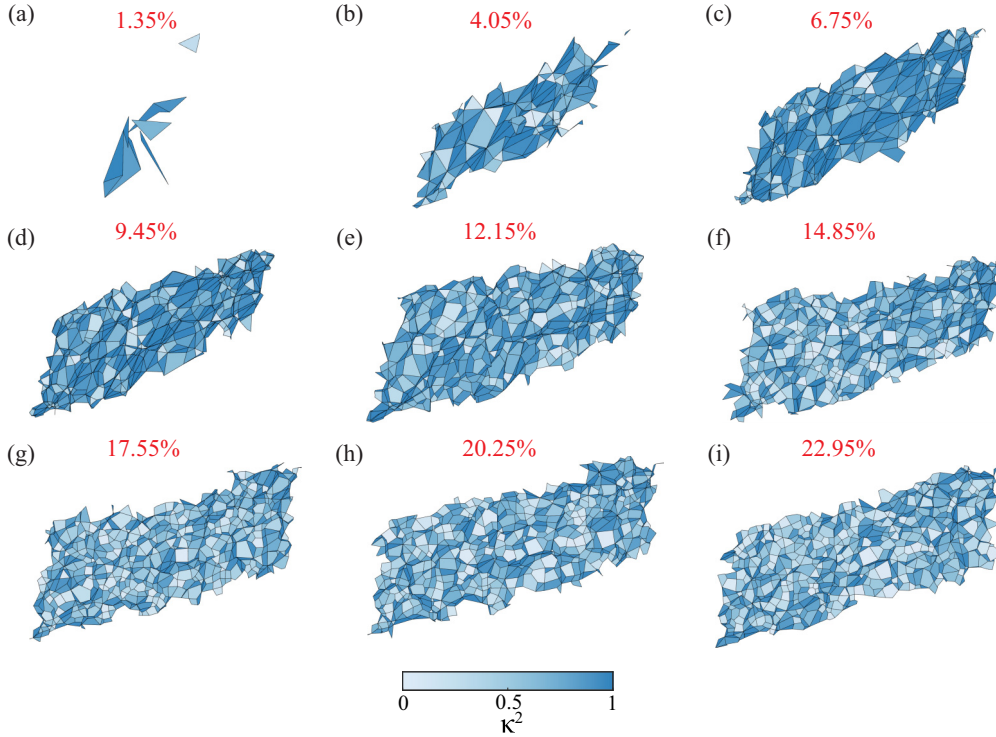 (a) 1.35%
(b) 4.05%
(c) 6.75%
(d) 9.45%
(e) 12.15%
(f) 14.85%
(g) 17.55%
(h) 20.25%
(i) 22.95%
0 0.5 1
κ²